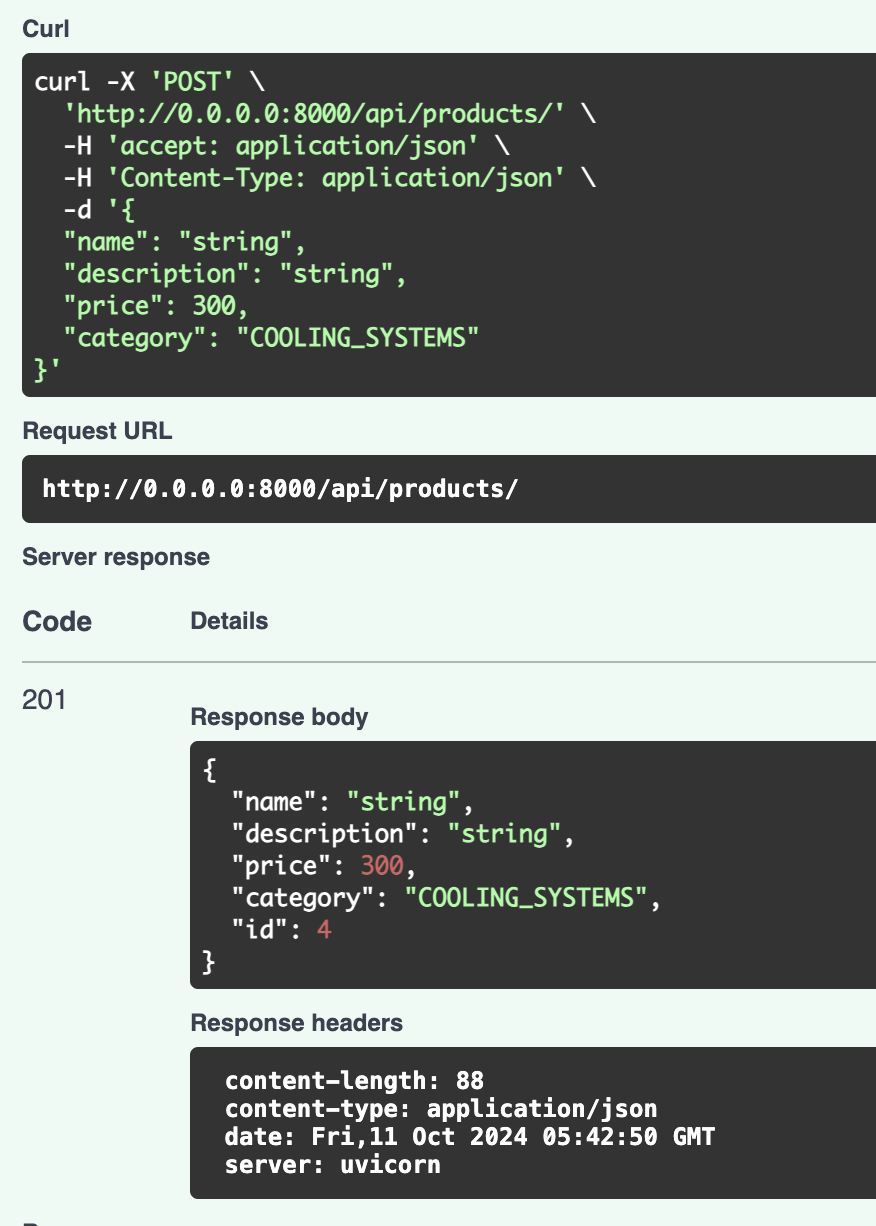 Curl
curl -X 'POST' \
'http://0.0.0.0:8000/api/products/' \
-H 'accept: application/json' \
-H 'Content-Type: application/json' \
-d '{
"name": "string",
"description": "string",
"price": 300,
"category": "COOLING_SYSTEMS"
}'
Request URL
http://0.0.0.0:8000/api/products/
Server response
Code Details
201
Response body
{
"name": "string",
"description": "string",
"price": 300,
"category": "COOLING_SYSTEMS",
"id": 4
}
Response headers
content-length: 88
content-type: application/json
date: Fri,11 Oct 2024 05:42:50 GMT
server: uvicorn